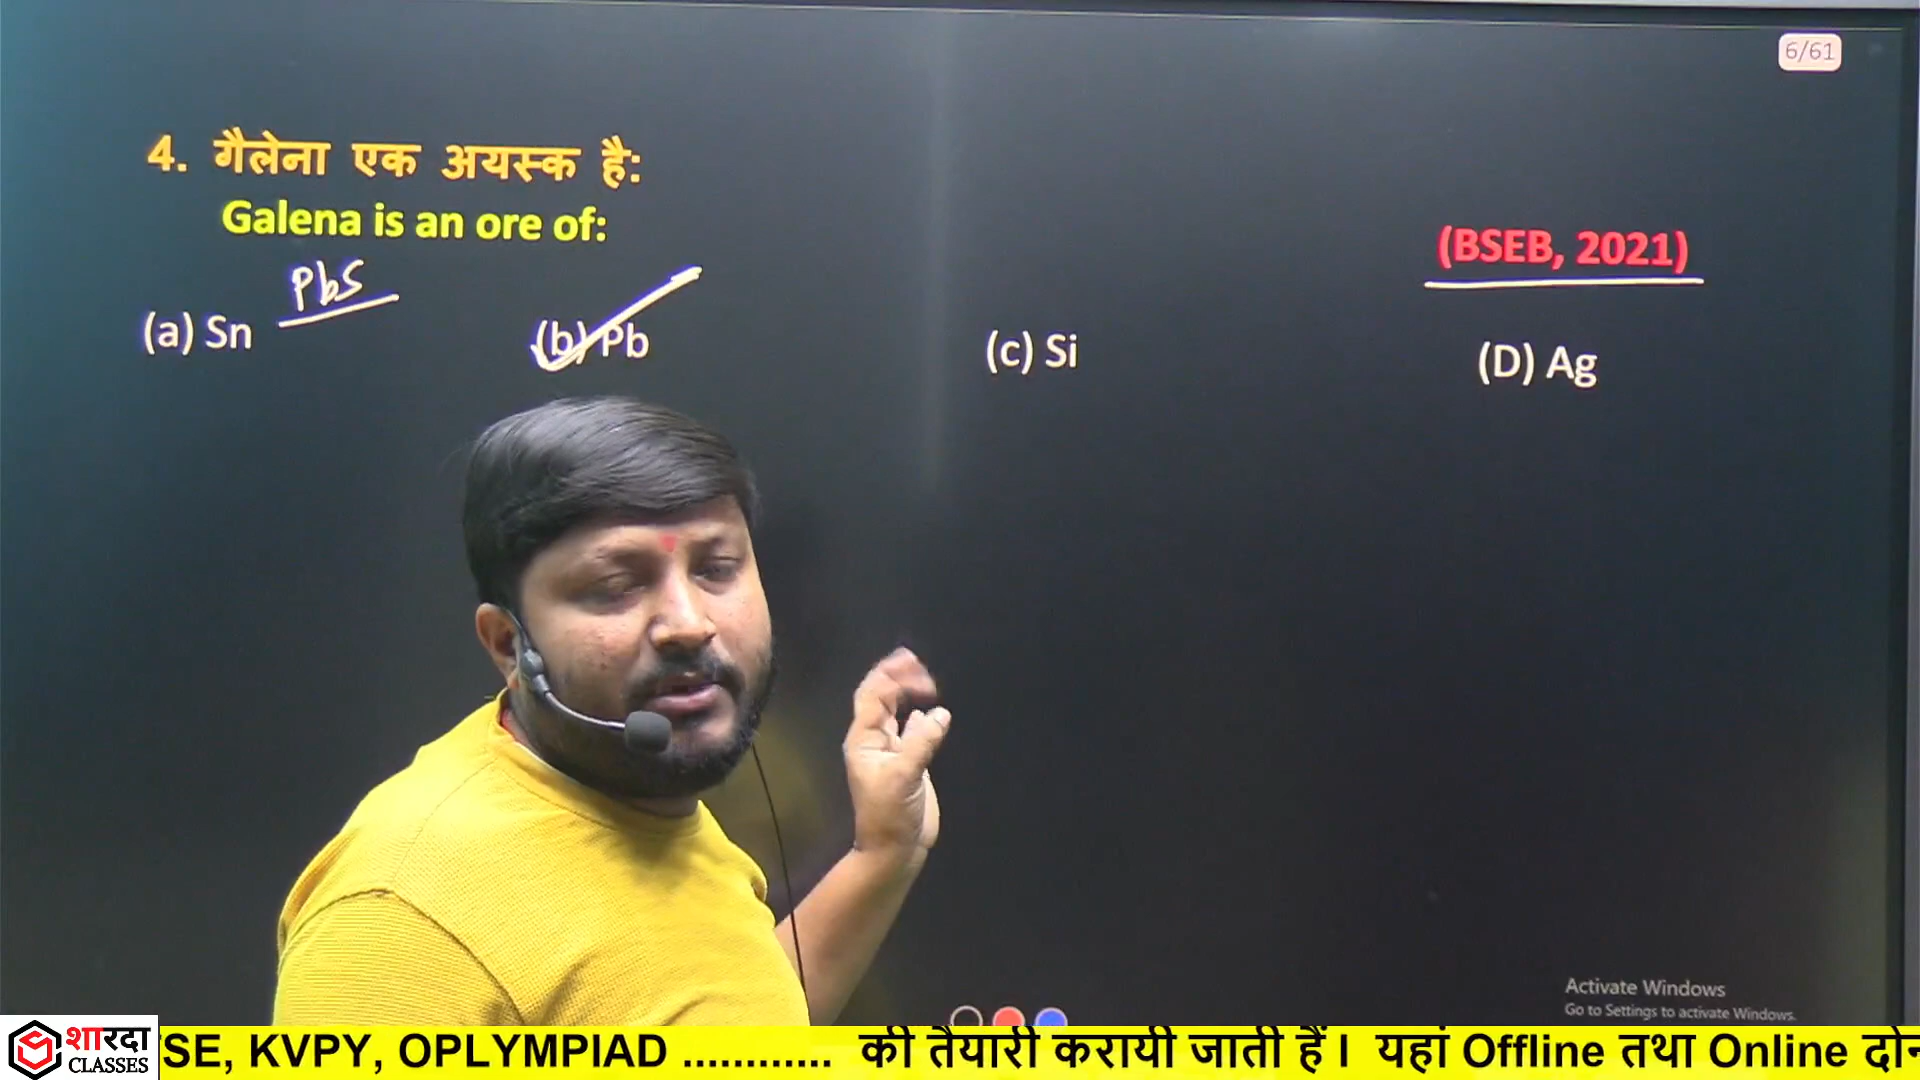 6/61
4. गैलेना एक अयस्क है:
Galena is an ore of:
(BSEB, 2021)
PbS
(a) Sn
(b) Pb
(c) Si
(D) Ag
Activate Windows
Go to Settings to activate Windows.
शारदा
CLASSES
SE, KVPY, OPLYMPIAD ............ की तैयारी करायी जाती हैं। यहां Offline तथा Online